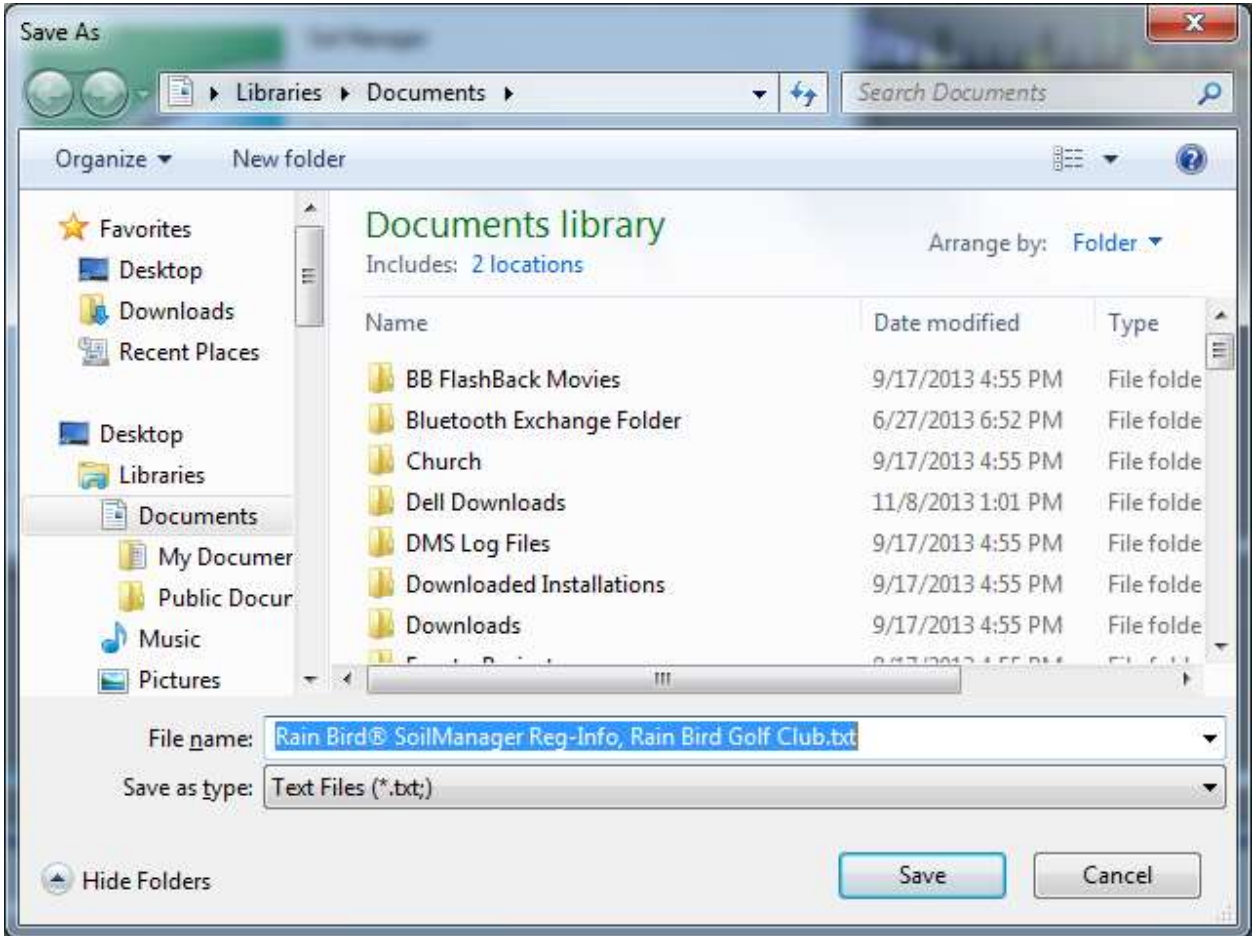 Save As
Soil Manager
Libraries Documents
Search Documents
Organize New folder
Favorites
Desktop
Downloads
Recent Places
Desktop
Libraries
Documents
My Documen
Public Docur
Music
Pictures
Documents library
Includes: 2 locations
Arrange by: Folder
Name Date modified Type
BB FlashBack Movies 9/17/2013 4:55 PM File folde
Bluetooth Exchange Folder 6/27/2013 6:52 PM File folde
Church 9/17/2013 4:55 PM File folde
Dell Downloads 11/8/2013 1:01 PM File folde
DMS Log Files 9/17/2013 4:55 PM File folde
Downloaded Installations 9/17/2013 4:55 PM File folde
Downloads 9/17/2013 4:55 PM File folde
File name: Rain Bird® SoilManager Reg-Info, Rain Bird Golf Club.txt
Save as type: Text Files (*.txt;)
Hide Folders
Save Cancel